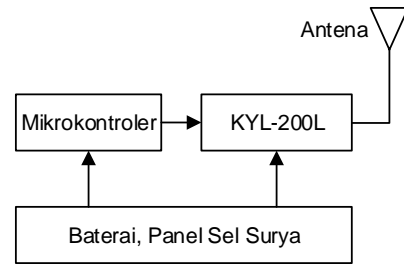 Antena
Mikrokontroler
KYL-200L
Baterai, Panel Sel Surya